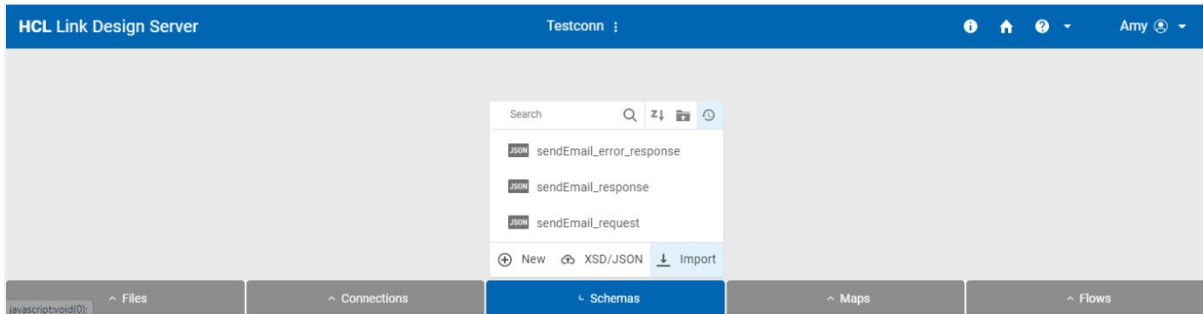 HCL Link Design Server Testconn Amy
Search
JSON sendEmail_error_response
JSON sendEmail_response
JSON sendEmail_request
New XSD/JSON Import
Files Connections Schemas Maps Flows
javascript:void(0);